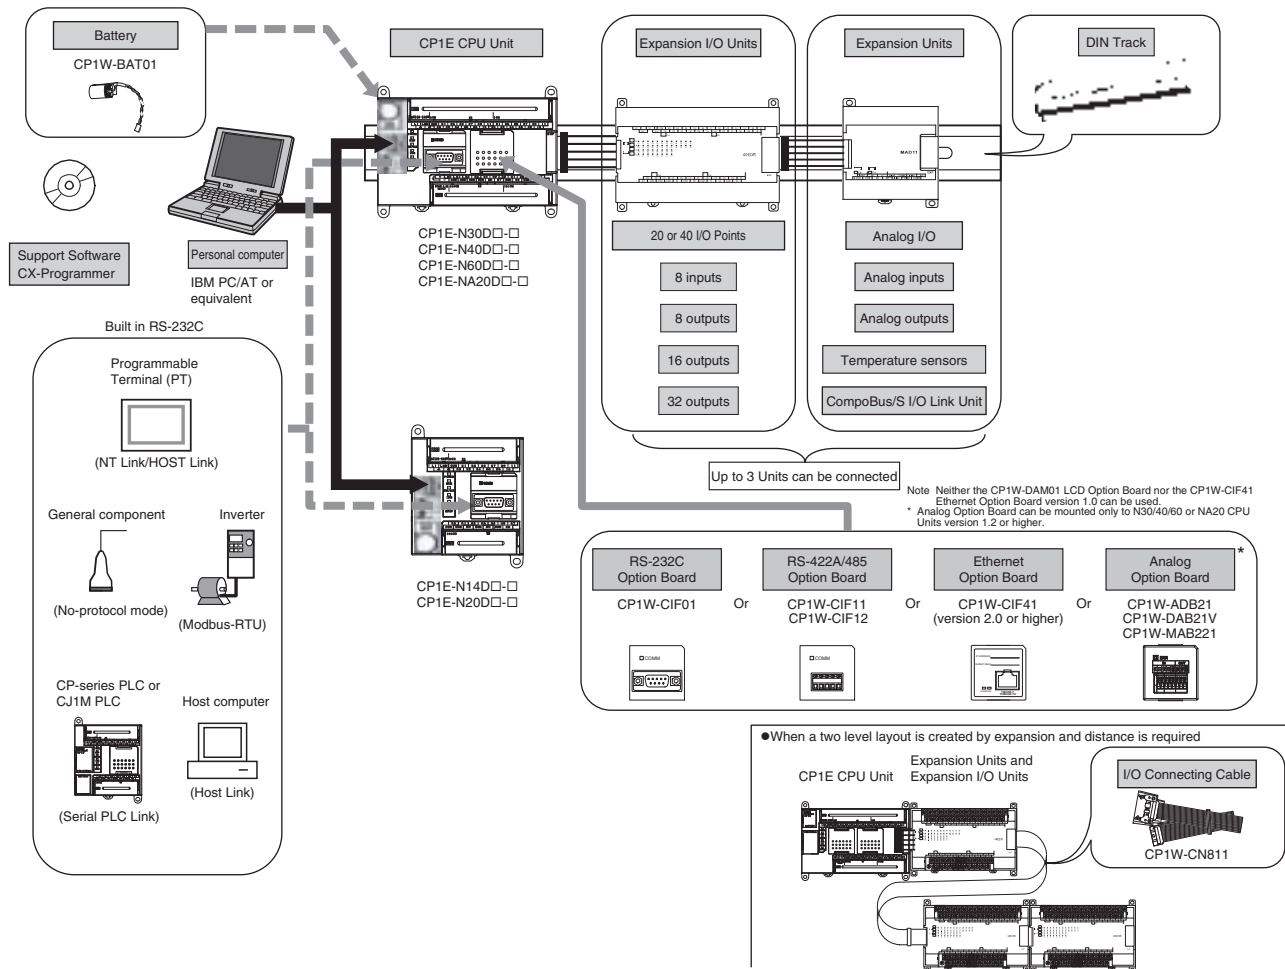 Battery
CP1W-BAT01
CP1E CPU Unit
Expansion I/O Units
Expansion Units
DIN Track
MAD11
Support Software
CX-Programmer
Personal computer
IBM PC/AT or
equivalent
CP1E-N30D□-□
CP1E-N40D□-□
CP1E-N60D□-□
CP1E-NA20D□-□
20 or 40 I/O Points
8 inputs
8 outputs
16 outputs
32 outputs
Analog I/O
Analog inputs
Analog outputs
Temperature sensors
CompoBus/S I/O Link Unit
Up to 3 Units can be connected
Built in RS-232C
Programmable
Terminal (PT)
(NT Link/HOST Link)
General component
(No-protocol mode)
Inverter
(Modbus-RTU)
CP-series PLC or
CJ1M PLC
(Serial PLC Link)
Host computer
(Host Link)
CP1E-N14D□-□
CP1E-N20D□-□
Note Neither the CP1W-DAM01 LCD Option Board nor the CP1W-CIF41
Ethernet Option Board version 1.0 can be used.
* Analog Option Board can be mounted only to N30/40/60 or NA20 CPU
Units version 1.2 or higher.
RS-232C
Option Board
CP1W-CIF01
COMM
Or
RS-422A/485
Option Board
CP1W-CIF11
CP1W-CIF12
COMM
Or
Ethernet
Option Board
CP1W-CIF41
(version 2.0 or higher)
Or
Analog
Option Board
*
CP1W-ADB21
CP1W-DAB21V
CP1W-MAB221
●When a two level layout is created by expansion and distance is required
CP1E CPU Unit
Expansion Units and
Expansion I/O Units
I/O Connecting Cable
CP1W-CN811